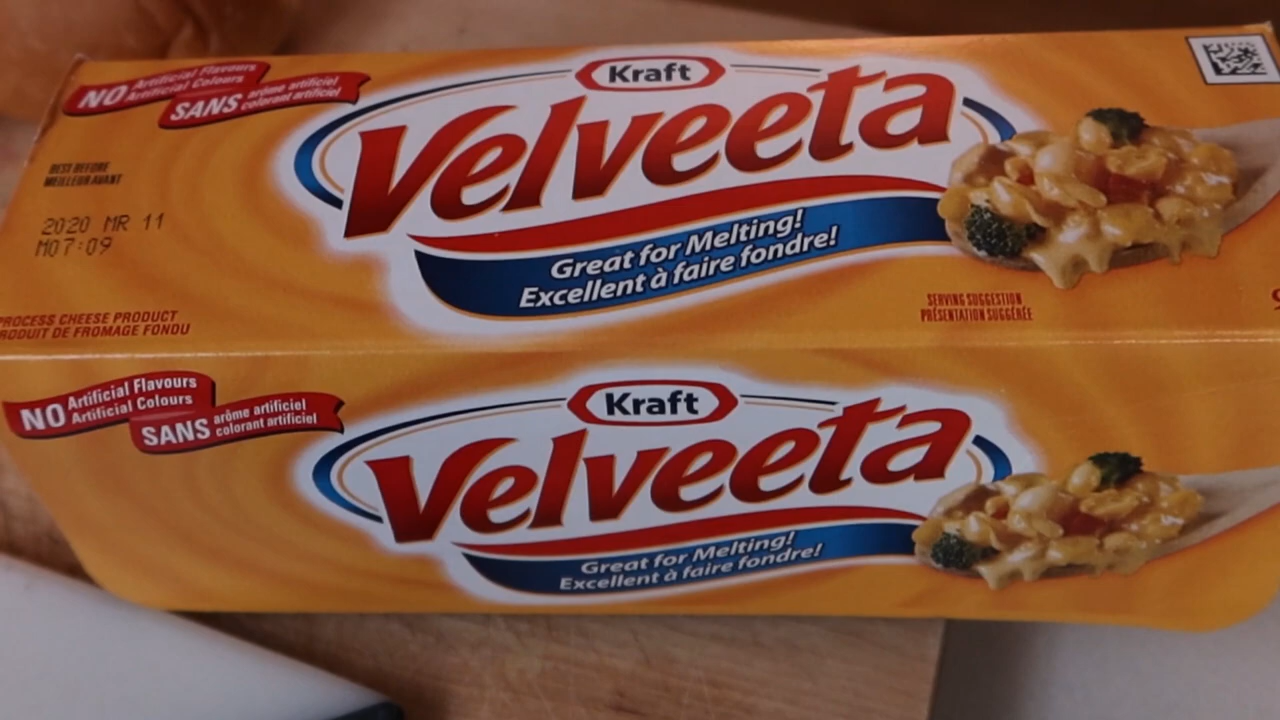 Kraft
NO Artificial Flavours
Artificial Colours
SANS arôme artificiel
colorant artificiel
Velveeta
BEST BEFORE
MEILLEUR AVANT
2020 MR 11
M07:09
Great for Melting!
Excellent à faire fondre!
SERVING SUGGESTION
PRÉSENTATION SUGGÉRÉE
PROCESS CHEESE PRODUCT
PRODUIT DE FROMAGE FONDU
Kraft
NO Artificial Flavours
Artificial Colours
SANS arôme artificiel
colorant artificiel
Velveeta
Great for Melting!
Excellent à faire fondre!